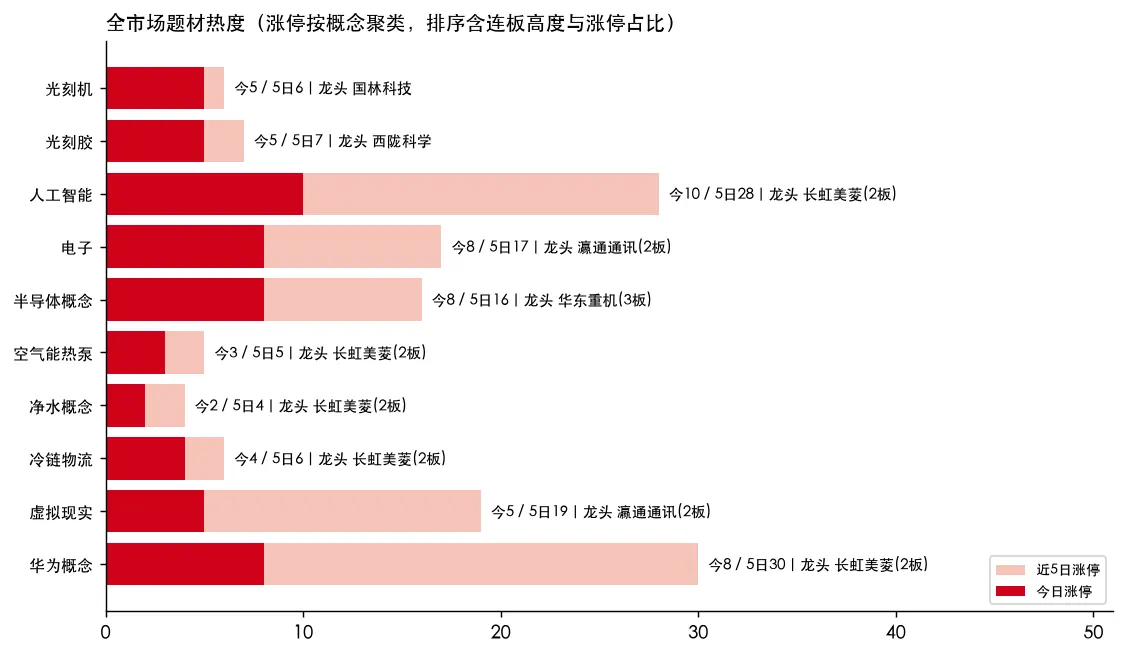 全市场题材热度（涨停按概念聚类，排序含连板高度与涨停占比）
光刻机 今5 / 5日6 | 龙头 国林科技
光刻胶 今5 / 5日7 | 龙头 西陇科学
人工智能 今10 / 5日28 | 龙头 长虹美菱(2板)
电子 今8 / 5日17 | 龙头 瀛通通讯(2板)
半导体概念 今8 / 5日16 | 龙头 华东重机(3板)
空气能热泵 今3 / 5日5 | 龙头 长虹美菱(2板)
净水概念 今2 / 5日4 | 龙头 长虹美菱(2板)
冷链物流 今4 / 5日6 | 龙头 长虹美菱(2板)
虚拟现实 今5 / 5日19 | 龙头 瀛通通讯(2板)
华为概念 今8 / 5日30 | 龙头 长虹美菱(2板)
近5日涨停
今日涨停
0 10 20 30 40 50